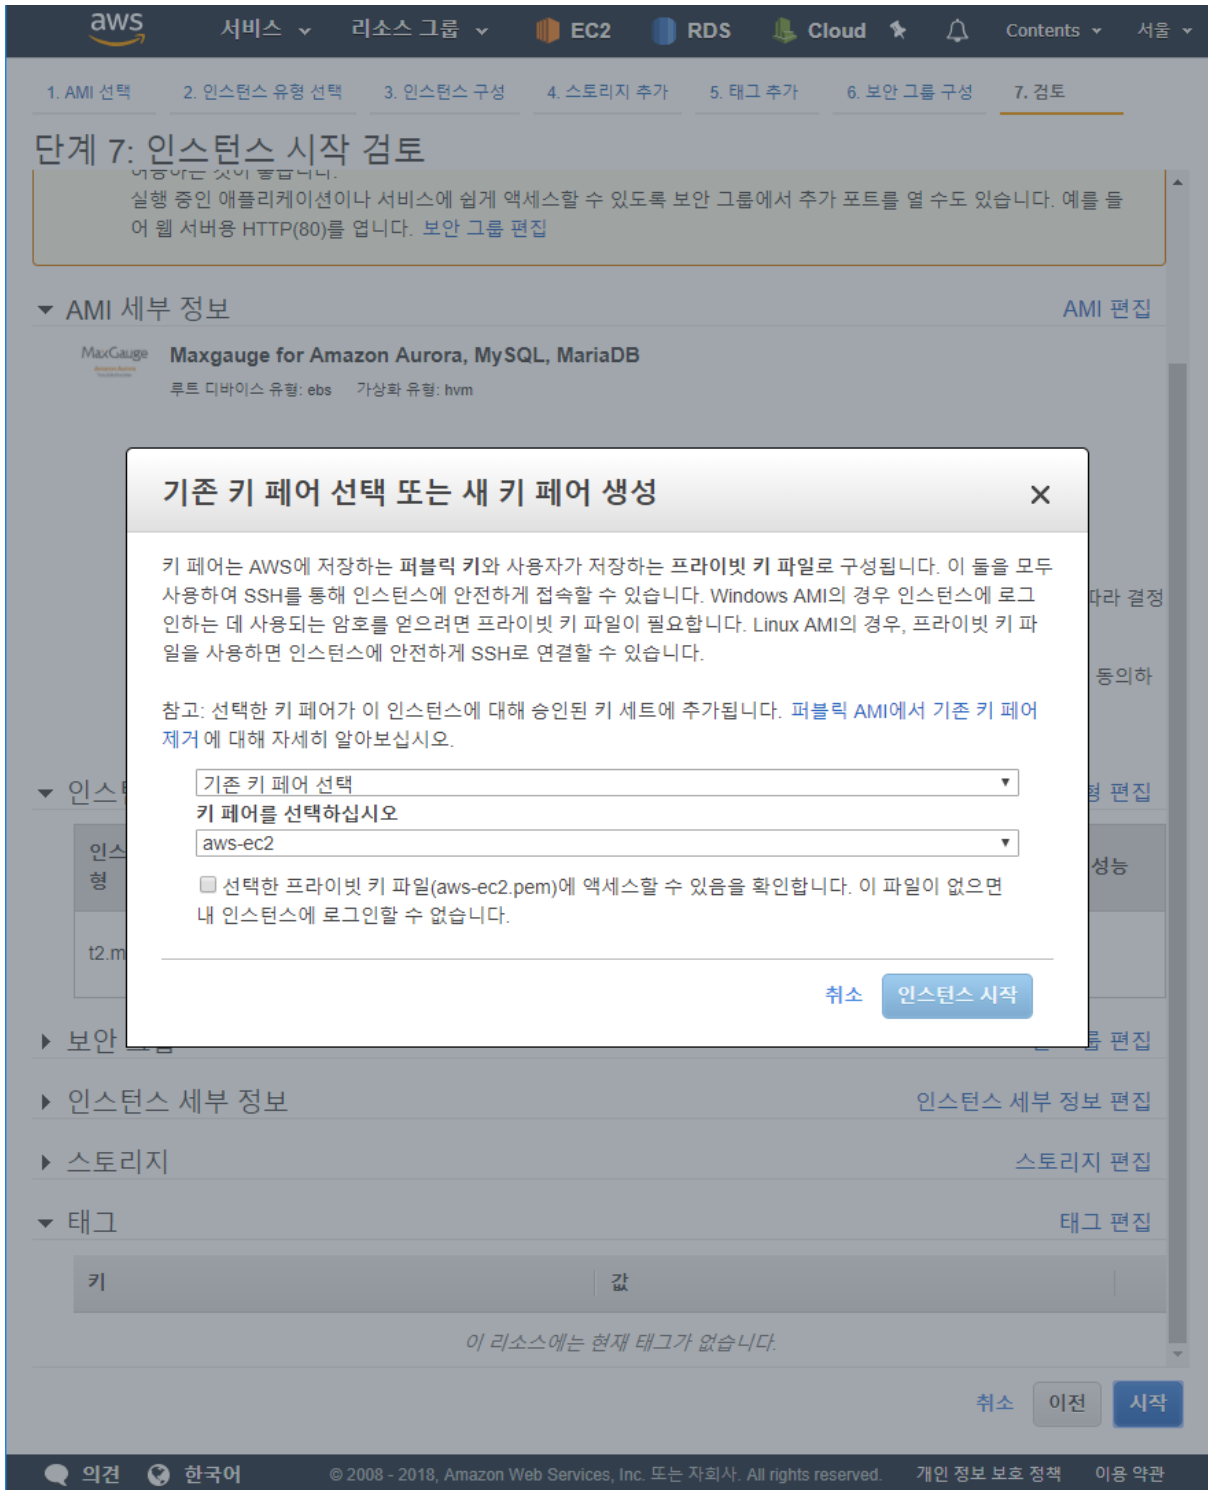 aws 서비스 리소스 그룹 EC2 RDS Cloud Contents 서울
1. AMI 선택 2. 인스턴스 유형 선택 3. 인스턴스 구성 4. 스토리지 추가 5. 태그 추가 6. 보안 그룹 구성 7. 검토
단계 7: 인스턴스 시작 검토
것이 좋습니다.
실행 중인 애플리케이션이나 서비스에 쉽게 액세스할 수 있도록 보안 그룹에서 추가 포트를 열 수도 있습니다. 예를 들
어 웹 서버용 HTTP(80)를 엽니다. 보안 그룹 편집
AMI 세부 정보 AMI 편집
MaxGauge
Maxgauge for Amazon Aurora, MySQL, MariaDB
루트 디바이스 유형: ebs 가상화 유형: hvm
기존 키 페어 선택 또는 새 키 페어 생성
키 페어는 AWS에 저장하는 퍼블릭 키와 사용자가 저장하는 프라이빗 키 파일로 구성됩니다. 이 둘을 모두
사용하여 SSH를 통해 인스턴스에 안전하게 접속할 수 있습니다. Windows AMI의 경우 인스턴스에 로그
인하는 데 사용되는 암호를 얻으려면 프라이빗 키 파일이 필요합니다. Linux AMI의 경우, 프라이빗 키 파
일을 사용하면 인스턴스에 안전하게 SSH로 연결할 수 있습니다.
따라 결정
동의하
참고: 선택한 키 페어가 이 인스턴스에 대해 승인된 키 세트에 추가됩니다. 퍼블릭 AMI에서 기존 키 페어
제거 에 대해 자세히 알아보십시오.
기존 키 페어 선택
키 페어를 선택하십시오
aws-ec2
선택한 프라이빗 키 파일(aws-ec2.pem)에 액세스할 수 있음을 확인합니다. 이 파일이 없으면
내 인스턴스에 로그인할 수 없습니다.
취소 인스턴스 시작
인스 편집
인스 성능
형
t2.m
보안 편집
인스턴스 세부 정보 인스턴스 세부 정보 편집
스토리지 스토리지 편집
태그 태그 편집
키 값
이 리소스에는 현재 태그가 없습니다.
취소 이전 시작
의견 한국어 © 2008 - 2018, Amazon Web Services, Inc. 또는 자회사. All rights reserved. 개인 정보 보호 정책 이용 약관